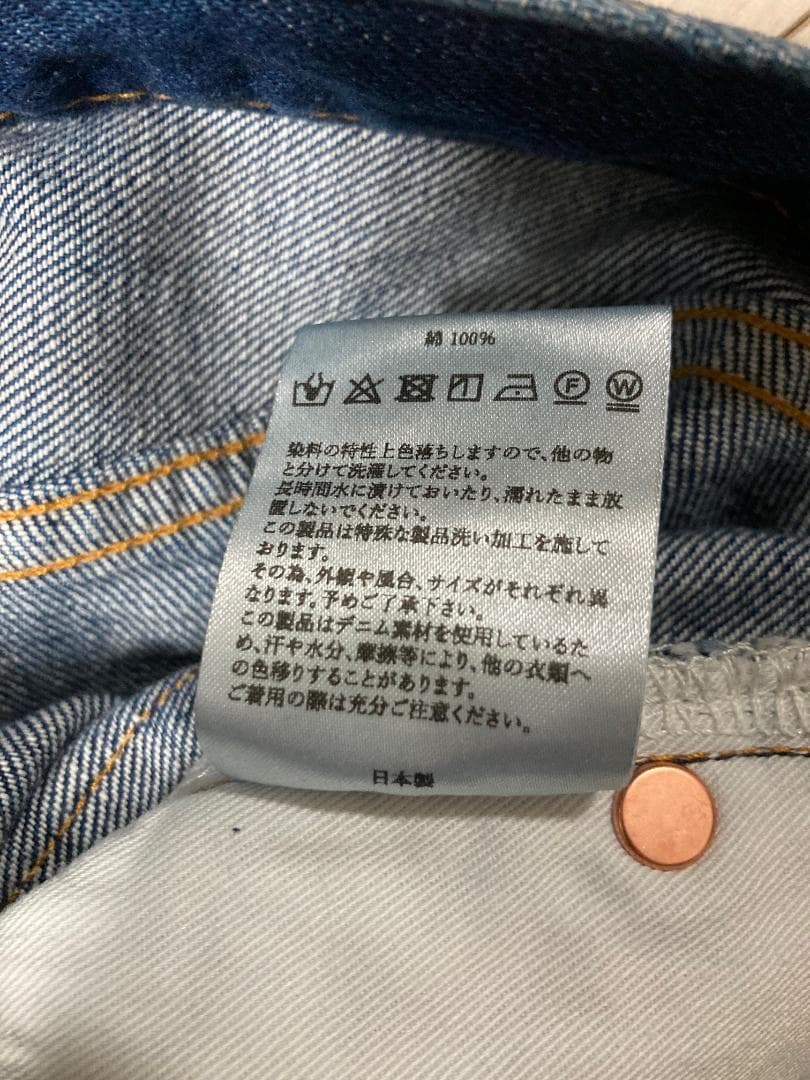 綿 100%
F W
染料の特性上色落ちしますので、他の物
と分けて洗濯してください。
長時間水に漬けておいたり、濡れたまま放
置しないでください。
この製品は特殊な製品洗い加工を施して
おります。
その為、外観や風合、サイズがそれぞれ異
なります。予めご了承下さい。
この製品はデニム素材を使用しているた
め、汗や水分、摩擦等により、他の衣類へ
の色移りすることがあります。
ご着用の際は充分ご注意ください。
日本製